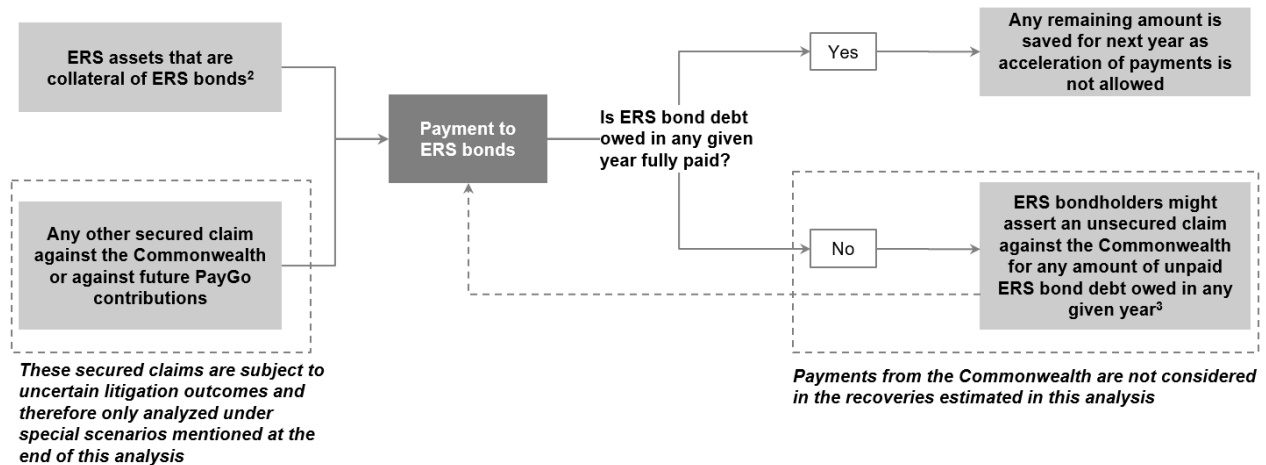 ERS assets that are
collateral of ERS bonds²
Any other secured claim
against the Commonwealth
or against future PayGo
contributions
These secured claims are subject to
uncertain litigation outcomes and
therefore only analyzed under
special scenarios mentioned at the
end of this analysis
Payment to
ERS bonds
Is ERS bond debt
owed in any given
year fully paid?
Yes
Any remaining amount is
saved for next year as
acceleration of payments is
not allowed
No
ERS bondholders might
assert an unsecured claim
against the Commonwealth
for any amount of unpaid
ERS bond debt owed in any
given year³
Payments from the Commonwealth are not considered
in the recoveries estimated in this analysis